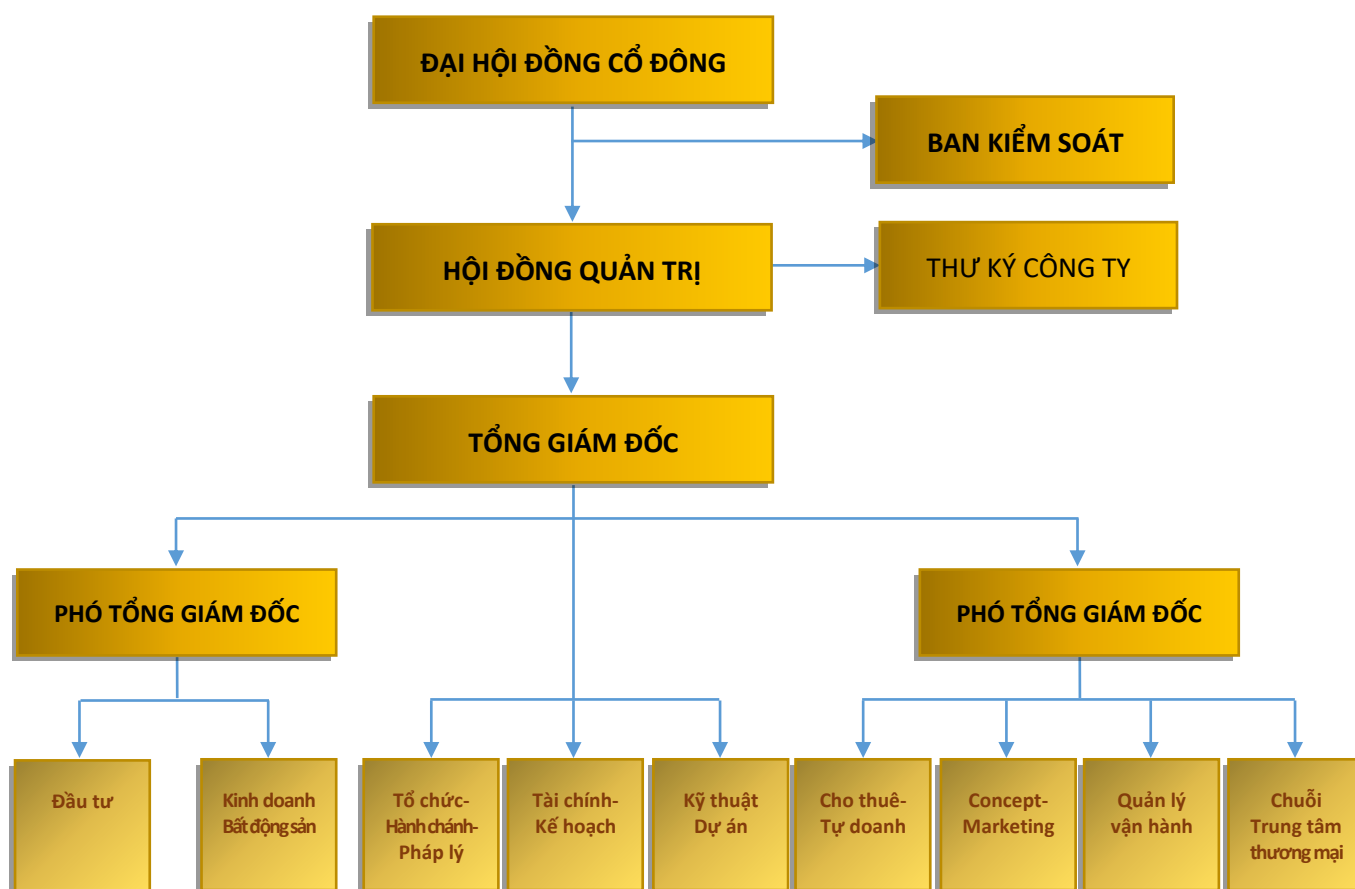 ĐẠI HỘI ĐỒNG CỔ ĐÔNG
BAN KIỂM SOÁT
HỘI ĐỒNG QUẢN TRỊ
THƯ KÝ CÔNG TY
TỔNG GIÁM ĐỐC
PHÓ TỔNG GIÁM ĐỐC
PHÓ TỔNG GIÁM ĐỐC
Đầu tư
Kinh doanh
Bất động sản
Tổ chức-
Hành chánh-
Pháp lý
Tài chính-
Kế hoạch
Kỹ thuật
Dự án
Cho thuê-
Tự doanh
Concept-
Marketing
Quản lý
vận hành
Chuỗi
Trung tâm
thương mại